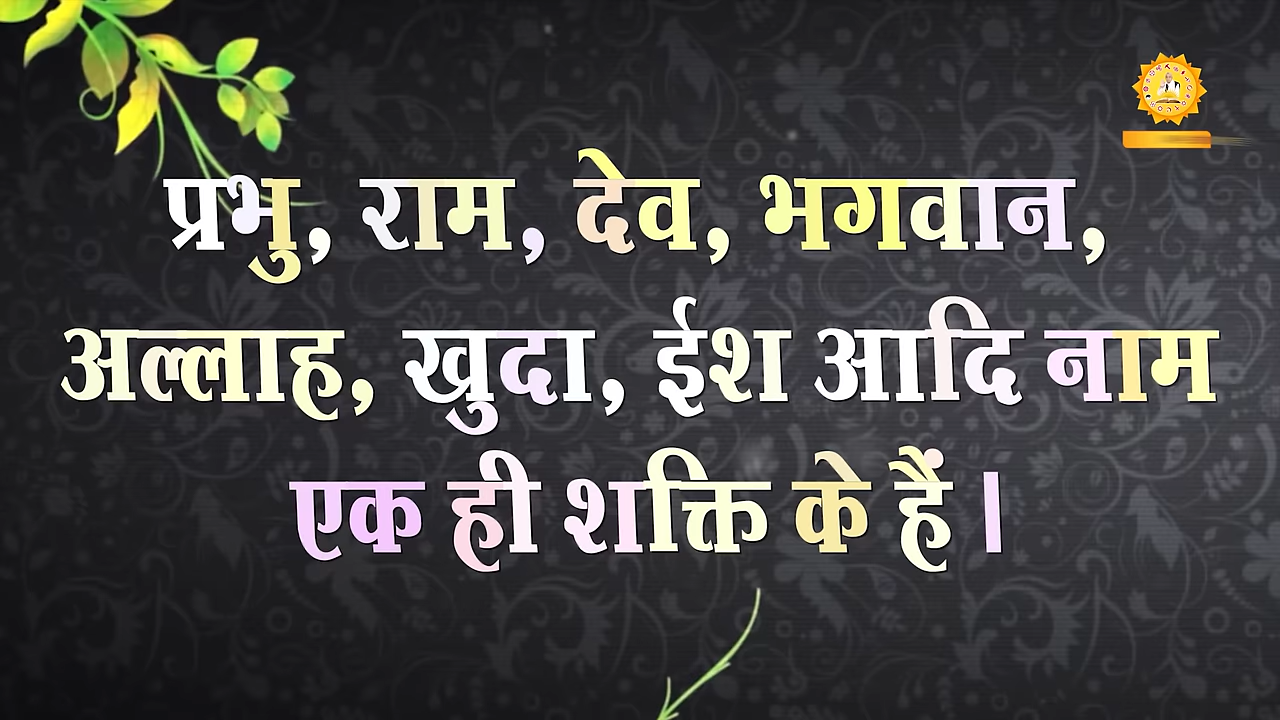 प्रभु, राम, देव, भगवान,
अल्लाह, खुदा, ईश आदि नाम
एक ही शक्ति के हैं।